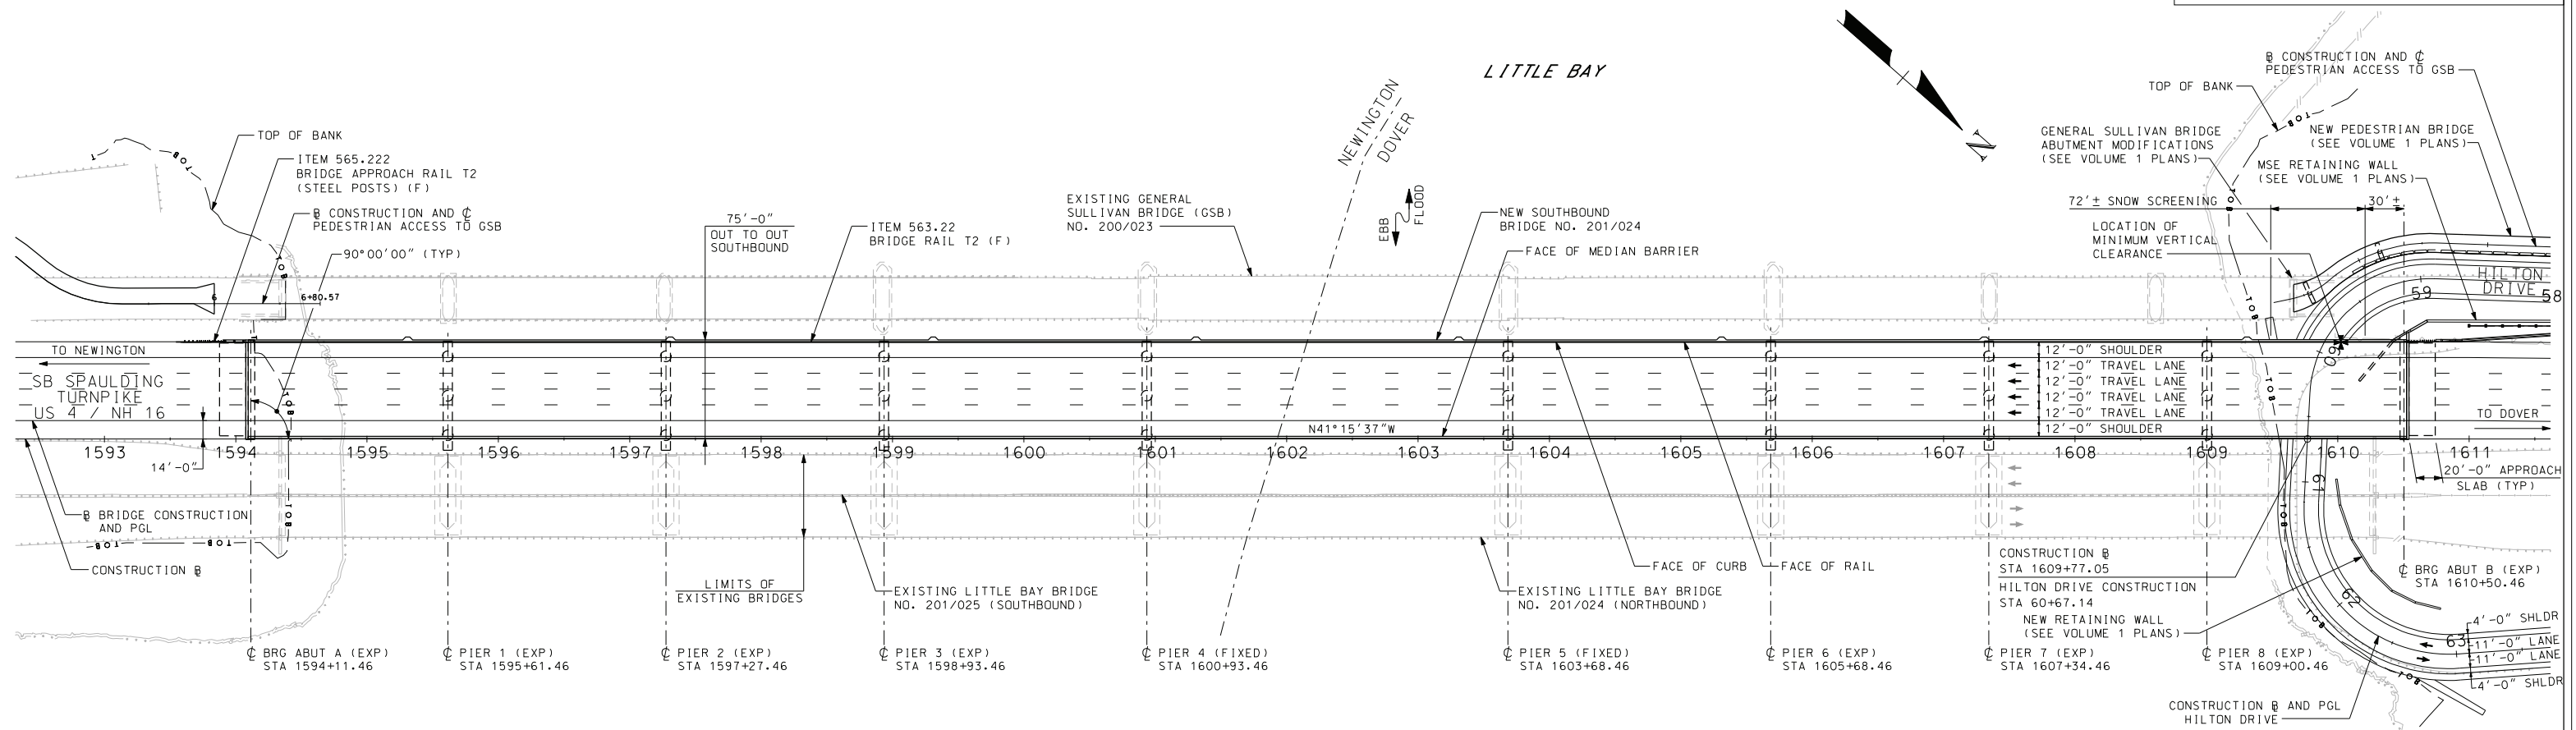 LITTLE BAY
N
NEWINGTON
DOVER
EBB
FLOOD
TOP OF BANK
ITEM 565.222
BRIDGE APPROACH RAIL T2
(STEEL POSTS) (F)
℄ CONSTRUCTION AND ℄
PEDESTRIAN ACCESS TO GSB
90°00'00" (TYP)
6
6+80.57
75'-0"
OUT TO OUT
SOUTHBOUND
ITEM 563.22
BRIDGE RAIL T2 (F)
EXISTING GENERAL
SULLIVAN BRIDGE (GSB)
NO. 200/023
NEW SOUTHBOUND
BRIDGE NO. 201/024
FACE OF MEDIAN BARRIER
℄ CONSTRUCTION AND ℄
PEDESTRIAN ACCESS TO GSB
TOP OF BANK
GENERAL SULLIVAN BRIDGE
ABUTMENT MODIFICATIONS
(SEE VOLUME 1 PLANS)
NEW PEDESTRIAN BRIDGE
(SEE VOLUME 1 PLANS)
MSE RETAINING WALL
(SEE VOLUME 1 PLANS)
72'± SNOW SCREENING
30'±
LOCATION OF
MINIMUM VERTICAL
CLEARANCE
HILTON
DRIVE
59
58
60
61
62
63
TOB
TOB
TOB
TOB
TOB
TOB
TOB
TOB
TOB
TOB
TOB
TOB
TOB
TO NEWINGTON
SB SPAULDING
TURNPIKE
US 4 / NH 16
12'-0" SHOULDER
12'-0" TRAVEL LANE
12'-0" TRAVEL LANE
12'-0" TRAVEL LANE
12'-0" TRAVEL LANE
12'-0" SHOULDER
TO DOVER
N41°15'37"W
1593
1594
1595
1596
1597
1598
1599
1600
1601
1602
1603
1604
1605
1606
1607
1608
1609
1610
1611
14'-0"
20'-0" APPROACH
SLAB (TYP)
℄ BRIDGE CONSTRUCTION
AND PGL
CONSTRUCTION ℄
LIMITS OF
EXISTING BRIDGES
EXISTING LITTLE BAY BRIDGE
NO. 201/025 (SOUTHBOUND)
EXISTING LITTLE BAY BRIDGE
NO. 201/024 (NORTHBOUND)
FACE OF CURB
FACE OF RAIL
CONSTRUCTION ℄
STA 1609+77.05
HILTON DRIVE CONSTRUCTION
STA 60+67.14
NEW RETAINING WALL
(SEE VOLUME 1 PLANS)
℄ BRG ABUT B (EXP)
STA 1610+50.46
4'-0" SHLDR
11'-0" LANE
11'-0" LANE
4'-0" SHLDR
CONSTRUCTION ℄ AND PGL
HILTON DRIVE
℄ BRG ABUT A (EXP)
STA 1594+11.46
℄ PIER 1 (EXP)
STA 1595+61.46
℄ PIER 2 (EXP)
STA 1597+27.46
℄ PIER 3 (EXP)
STA 1598+93.46
℄ PIER 4 (FIXED)
STA 1600+93.46
℄ PIER 5 (FIXED)
STA 1603+68.46
℄ PIER 6 (EXP)
STA 1605+68.46
℄ PIER 7 (EXP)
STA 1607+34.46
℄ PIER 8 (EXP)
STA 1609+00.46